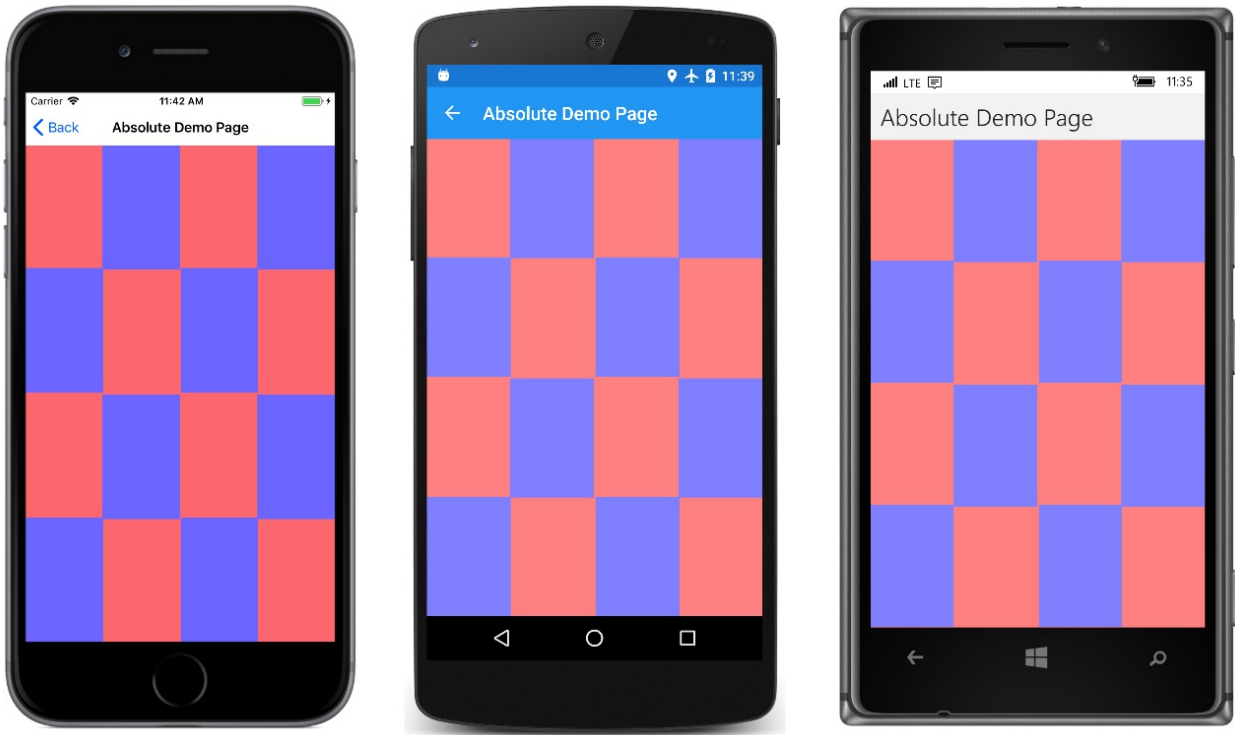 Carrier 11:42 AM
Back Absolute Demo Page
11:39
Absolute Demo Page
LTE 11:35
Absolute Demo Page